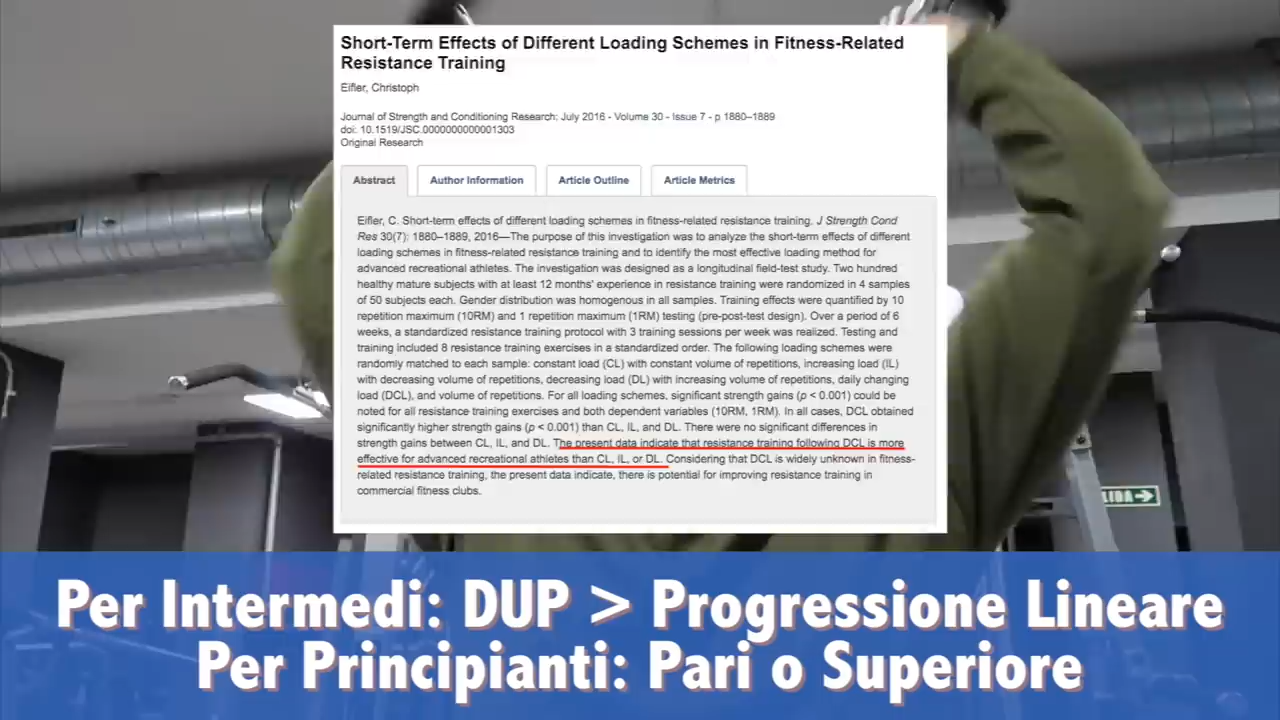 Short-Term Effects of Different Loading Schemes in Fitness-Related
Resistance Training
Eifler, Christoph
Journal of Strength and Conditioning Research: July 2016 - Volume 30 - Issue 7 - p 1880–1889
doi: 10.1519/JSC.0000000000001303
Original Research
Abstract Author Information Article Outline Article Metrics
Eifler, C. Short-term effects of different loading schemes in fitness-related resistance training. J Strength Cond
Res 30(7): 1880–1889, 2016—The purpose of this investigation was to analyze the short-term effects of different
loading schemes in fitness-related resistance training and to identify the most effective loading method for
advanced recreational athletes. The investigation was designed as a longitudinal field-test study. Two hundred
healthy mature subjects with at least 12 months' experience in resistance training were randomized in 4 samples
of 50 subjects each. Gender distribution was homogenous in all samples. Training effects were quantified by 10
repetition maximum (10RM) and 1 repetition maximum (1RM) testing (pre-post-test design). Over a period of 6
weeks, a standardized resistance training protocol with 3 training sessions per week was realized. Testing and
training included 8 resistance training exercises in a standardized order. The following loading schemes were
randomly matched to each sample: constant load (CL) with constant volume of repetitions, increasing load (IL)
with decreasing volume of repetitions, decreasing load (DL) with increasing volume of repetitions, daily changing
load (DCL), and volume of repetitions. For all loading schemes, significant strength gains (p < 0.001) could be
noted for all resistance training exercises and both dependent variables (10RM, 1RM). In all cases, DCL obtained
significantly higher strength gains (p < 0.001) than CL, IL, and DL. There were no significant differences in
strength gains between CL, IL, and DL. The present data indicate that resistance training following DCL is more
effective for advanced recreational athletes than CL, IL, or DL. Considering that DCL is widely unknown in fitness-
related resistance training, the present data indicate, there is potential for improving resistance training in
commercial fitness clubs.
LIDA
Per Intermedi: DUP > Progressione Lineare
Per Principianti: Pari o Superiore